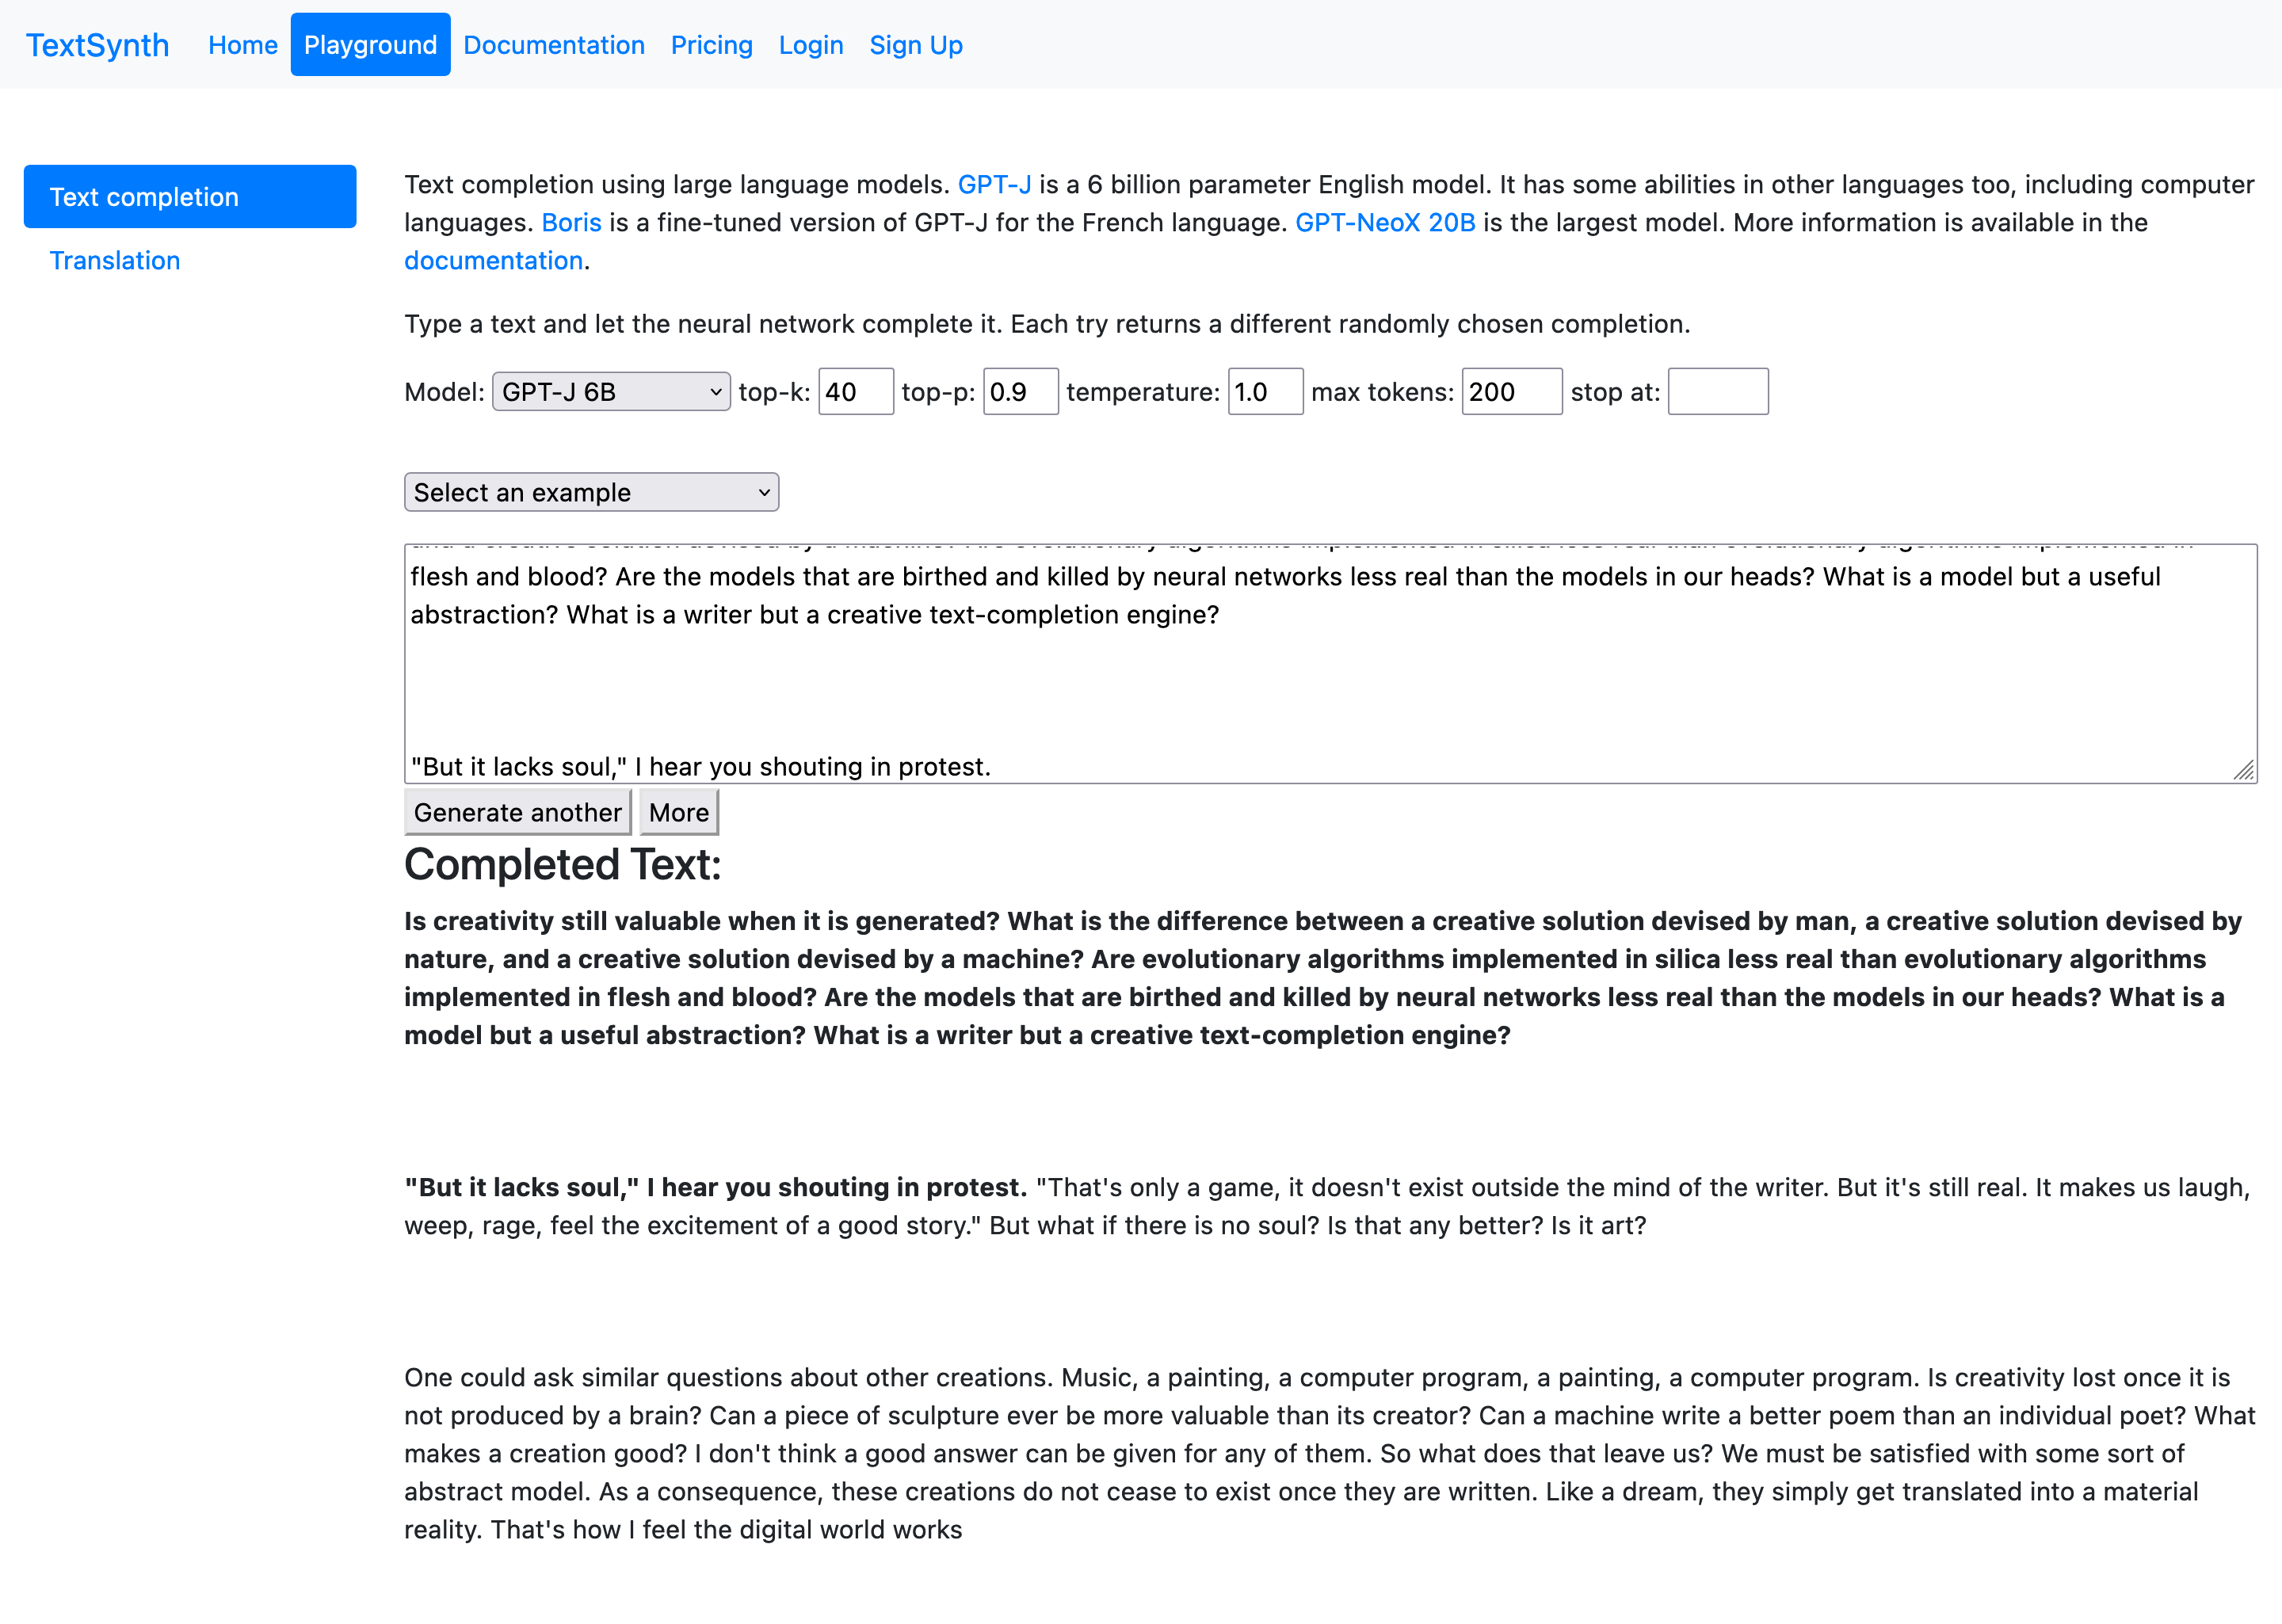 TextSynth Home Playground Documentation Pricing Login Sign Up
Text completion
Translation
Text completion using large language models. GPT-J is a 6 billion parameter English model. It has some abilities in other languages too, including computer
languages. Boris is a fine-tuned version of GPT-J for the French language. GPT-NeoX 20B is the largest model. More information is available in the
documentation.
Type a text and let the neural network complete it. Each try returns a different randomly chosen completion.
Model: GPT-J 6B top-k: 40 top-p: 0.9 temperature: 1.0 max tokens: 200 stop at:
Select an example
and a creative solution devised by a machine? Are evolutionary algorithms implemented in silica less real than evolutionary algorithms implemented in
flesh and blood? Are the models that are birthed and killed by neural networks less real than the models in our heads? What is a model but a useful
abstraction? What is a writer but a creative text-completion engine?
"But it lacks soul," I hear you shouting in protest.
Generate another More
Completed Text:
Is creativity still valuable when it is generated? What is the difference between a creative solution devised by man, a creative solution devised by
nature, and a creative solution devised by a machine? Are evolutionary algorithms implemented in silica less real than evolutionary algorithms
implemented in flesh and blood? Are the models that are birthed and killed by neural networks less real than the models in our heads? What is a
model but a useful abstraction? What is a writer but a creative text-completion engine?
"But it lacks soul," I hear you shouting in protest. "That's only a game, it doesn't exist outside the mind of the writer. But it's still real. It makes us laugh,
weep, rage, feel the excitement of a good story." But what if there is no soul? Is that any better? Is it art?
One could ask similar questions about other creations. Music, a painting, a computer program, a painting, a computer program. Is creativity lost once it is
not produced by a brain? Can a piece of sculpture ever be more valuable than its creator? Can a machine write a better poem than an individual poet? What
makes a creation good? I don't think a good answer can be given for any of them. So what does that leave us? We must be satisfied with some sort of
abstract model. As a consequence, these creations do not cease to exist once they are written. Like a dream, they simply get translated into a material
reality. That's how I feel the digital world works